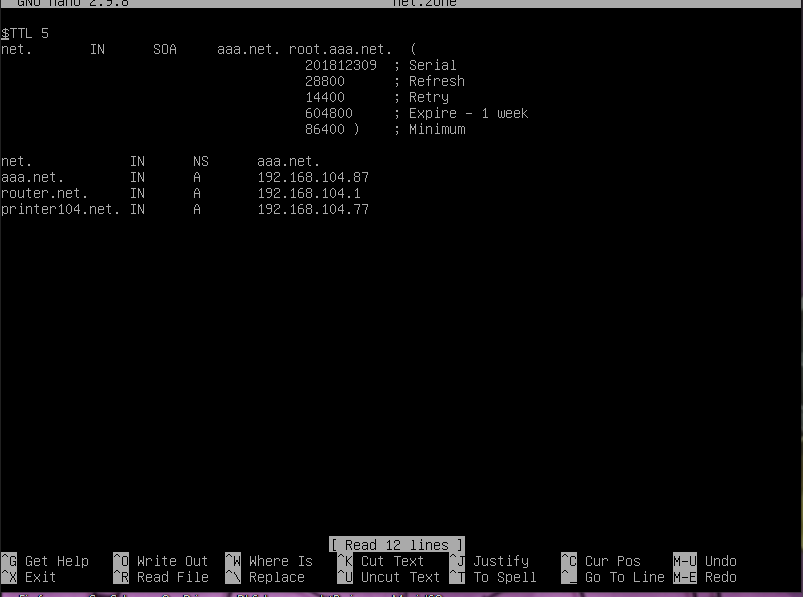 GNU nano 2.9.8 net.zone
$TTL 5
net. IN SOA aaa.net. root.aaa.net. (
201812309 ; Serial
28800 ; Refresh
14400 ; Retry
604800 ; Expire - 1 week
86400 ) ; Minimum
net. IN NS aaa.net.
aaa.net. IN A 192.168.104.87
router.net. IN A 192.168.104.1
printer104.net. IN A 192.168.104.77
[ Read 12 lines ]
^G Get Help ^O Write Out ^W Where Is ^K Cut Text ^J Justify ^C Cur Pos M-U Undo
^X Exit ^R Read File ^\ Replace ^U Uncut Text ^T To Spell ^_ Go To Line M-E Redo